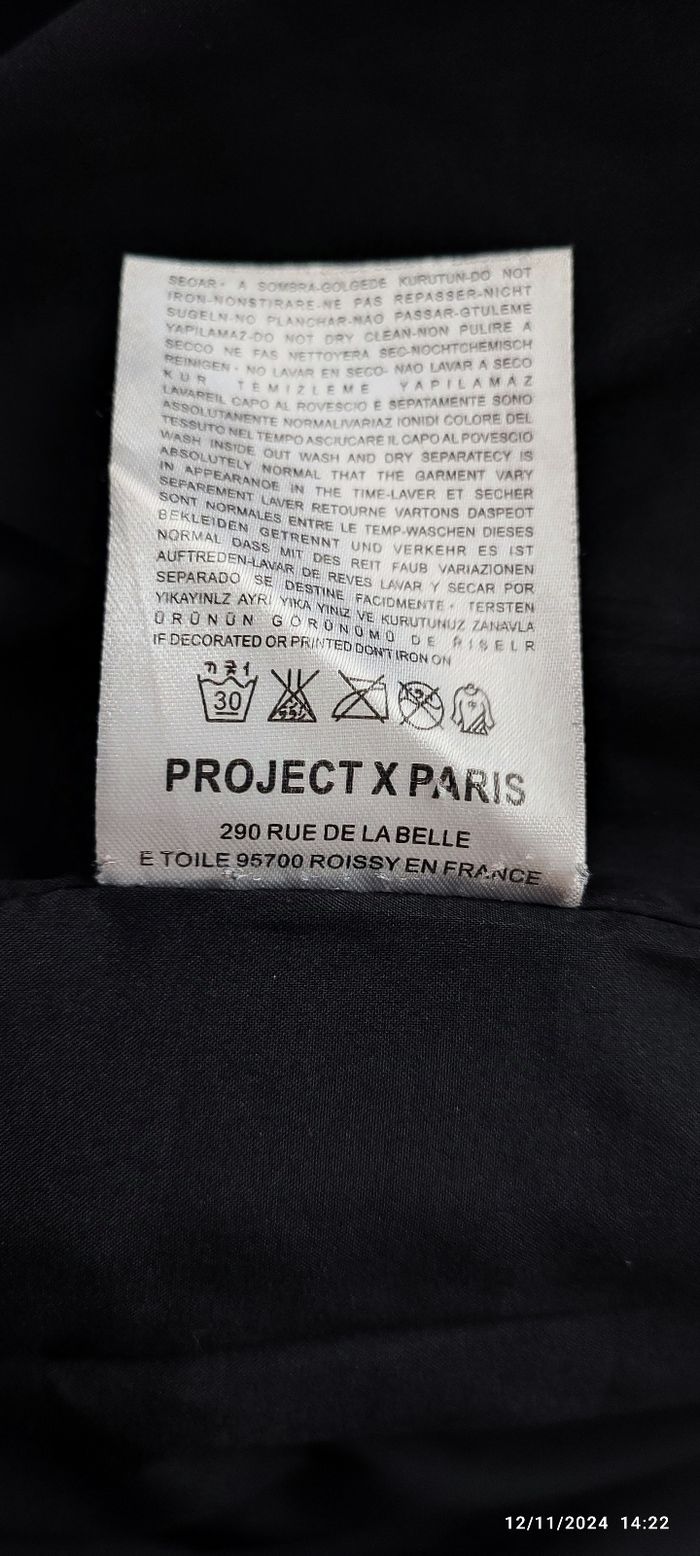 SECAR- A SOMBRA-GOLGEDE KURUTUN-DO NOT
IRON-NONSTIRARE-NE PAS REPASSER-NICHT
SUGELN-NO PLANCHAR-NAO PASSAR-GTULEME
YAPILAMAZ-DO NOT DRY CLEAN-NON PULIRE A
SECCO NE FAS NETTOYERA SEC-NOCHTCHEMISCH
REINIGEN - NO LAVAR EN SECO- NAO LAVAR A SECO
KUR TEMIZLEME YAPILAMAZ
LAVAREIL CAPO AL ROVESCIO E SEPATAMENTE SONO
ASSOLUTANENTE NORMALIVARIAZ IONIDI COLORE DEL
TESSUTO NEL TEMPO ASCIUCARE IL CAPO AL POVESCIO
WASH INSIDE OUT WASH AND DRY SEPARATECY IS
ABSOLUTELY NORMAL THAT THE GARMENT VARY
IN APPEARANOE IN THE TIME-LAVER ET SECHER
SEPAREMENT LAVER RETOURNE VARTONS DASPEOT
SONT NORMALES ENTRE LE TEMP-WASCHEN DIESES
BEKLEIDEN GETRENNT UND VERKEHR ES IST
NORMAL DASS MIT DES REIT FAUB VARIAZIONEN
AUFTREDEN-LAVAR DE REVES LAVAR Y SECAR POR
SEPARADO SE DESTINE FACIDMENTE- TERSTEN
YIKAYINLZ AYRI YIKA YINIZ VE KURUTUNUZ ZANAVLA
ÜRÜNÜN GÖRÜNÜMÜ DE
IF DECORATED OR PRINTED DON'T IRON ON
30
PROJECT X PARIS
290 RUE DE LA BELLE
E TOILE 95700 ROISSY EN FRANCE
12/11/2024 14:22